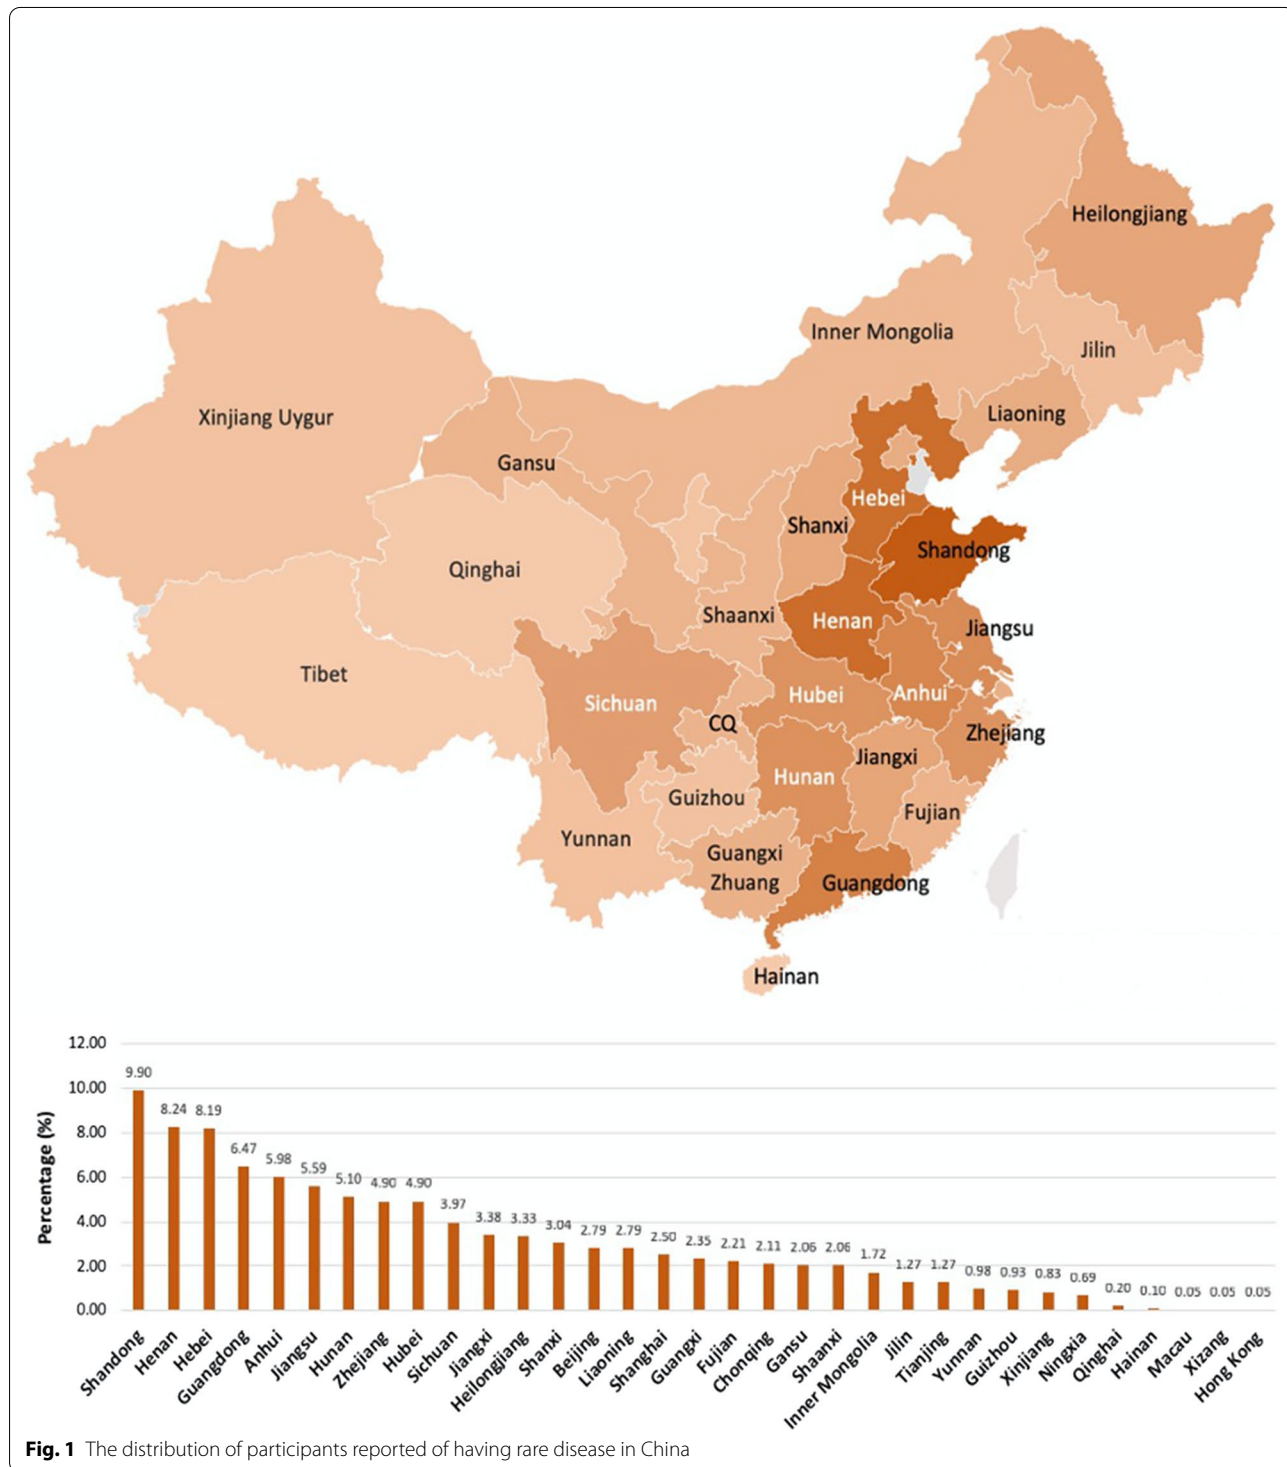 Heilongjiang
Inner Mongolia
Jilin
Xinjiang Uygur
Liaoning
Gansu
Hebei
Shanxi
Shandong
Qinghai
Shaanxi
Henan
Jiangsu
Tibet
Sichuan
Hubei
Anhui
CQ
Zhejiang
Jiangxi
Hunan
Guizhou
Fujian
Yunnan
Guangxi
Zhuang
Guangdong
Hainan
Percentage (%)
12.00
10.00
8.00
6.00
4.00
2.00
0.00
9.90
8.24
8.19
6.47
5.98
5.59
5.10
4.90
4.90
3.97
3.38
3.33
3.04
2.79
2.79
2.50
2.35
2.21
2.11
2.06
2.06
1.72
1.27
1.27
0.98
0.93
0.83
0.69
0.20
0.10
0.05
0.05
0.05
Shandong
Henan
Hebei
Guangdong
Anhui
Jiangsu
Hunan
Zhejiang
Hubei
Sichuan
Jiangxi
Heilongjiang
Shanxi
Beijing
Liaoning
Shanghai
Guangxi
Fujian
Chonqing
Gansu
Shaanxi
Inner Mongolia
Jilin
Tianjing
Yunnan
Guizhou
Xinjiang
Ningxia
Qinghai
Hainan
Macau
Xizang
Hong Kong
Fig. 1 The distribution of participants reported of having rare disease in China